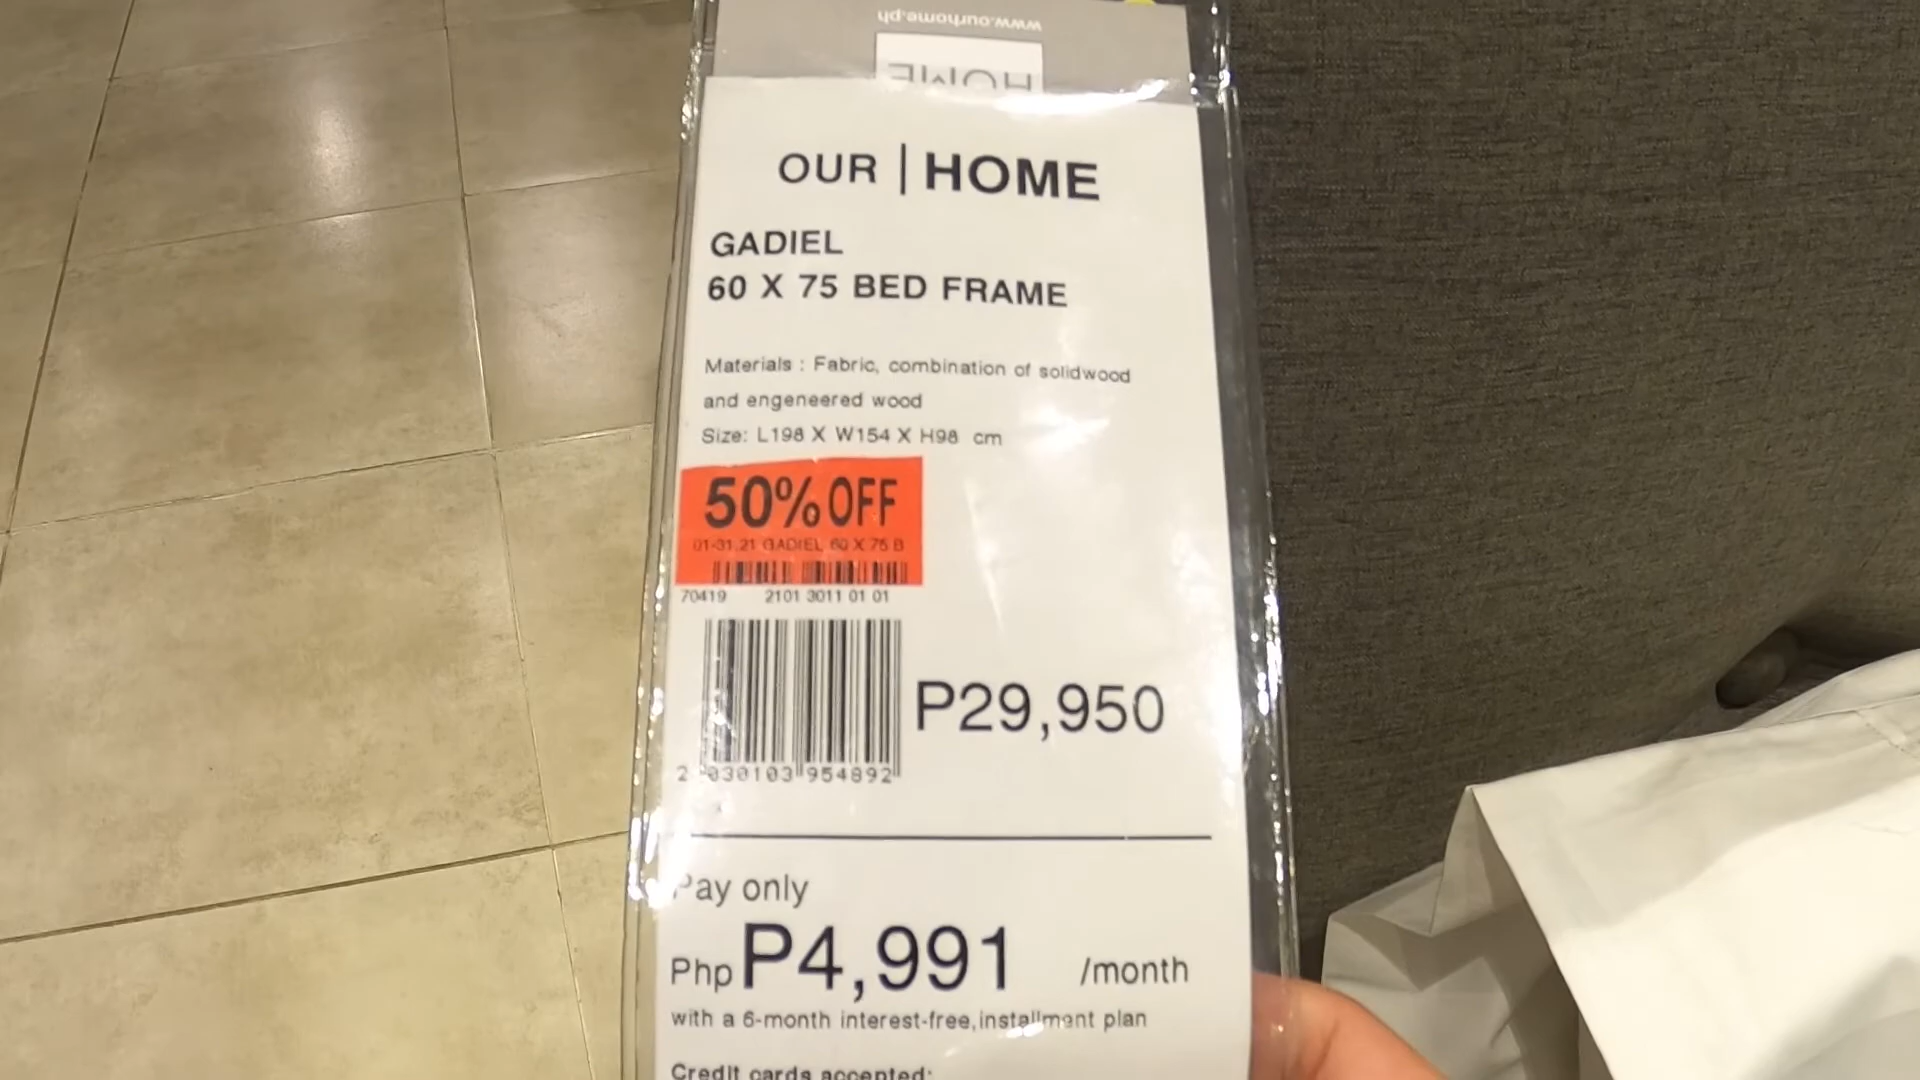 www.ourhome.ph
HOME
OUR | HOME
GADIEL
60 X 75 BED FRAME
Materials : Fabric, combination of solidwood
and engeneered wood
Size: L198 X W154 X H98 cm
50% OFF
01-31.21 GADIEL 60 X 75 B
70419 2101 3011 01 01
P29,950
2 030103 954892
Pay only
Php P4,991 /month
with a 6-month interest-free, installment plan
Credit cards accepted: